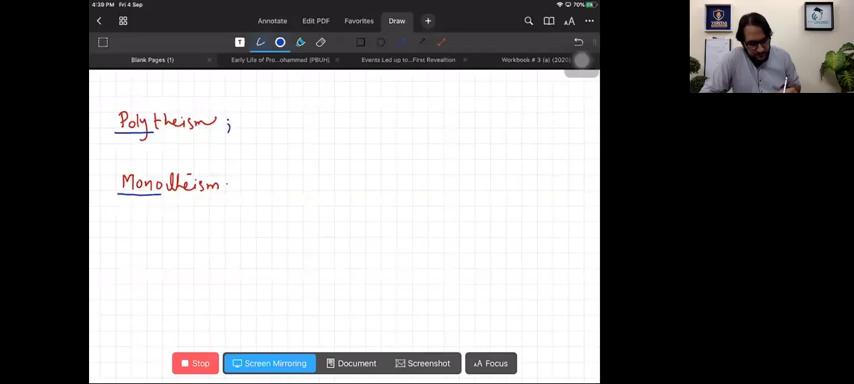 4:39 PM Fri 4 Sep 70%
Annotate Edit PDF Favorites Draw
Blank Pages (1) Early Life of Pro...ohammed (PBUH) Events Led up to...First Revealtion Workbook # 3 (a) (2020)
Polytheism ;
Monotheism
Stop Screen Mirroring Document Screenshot Focus